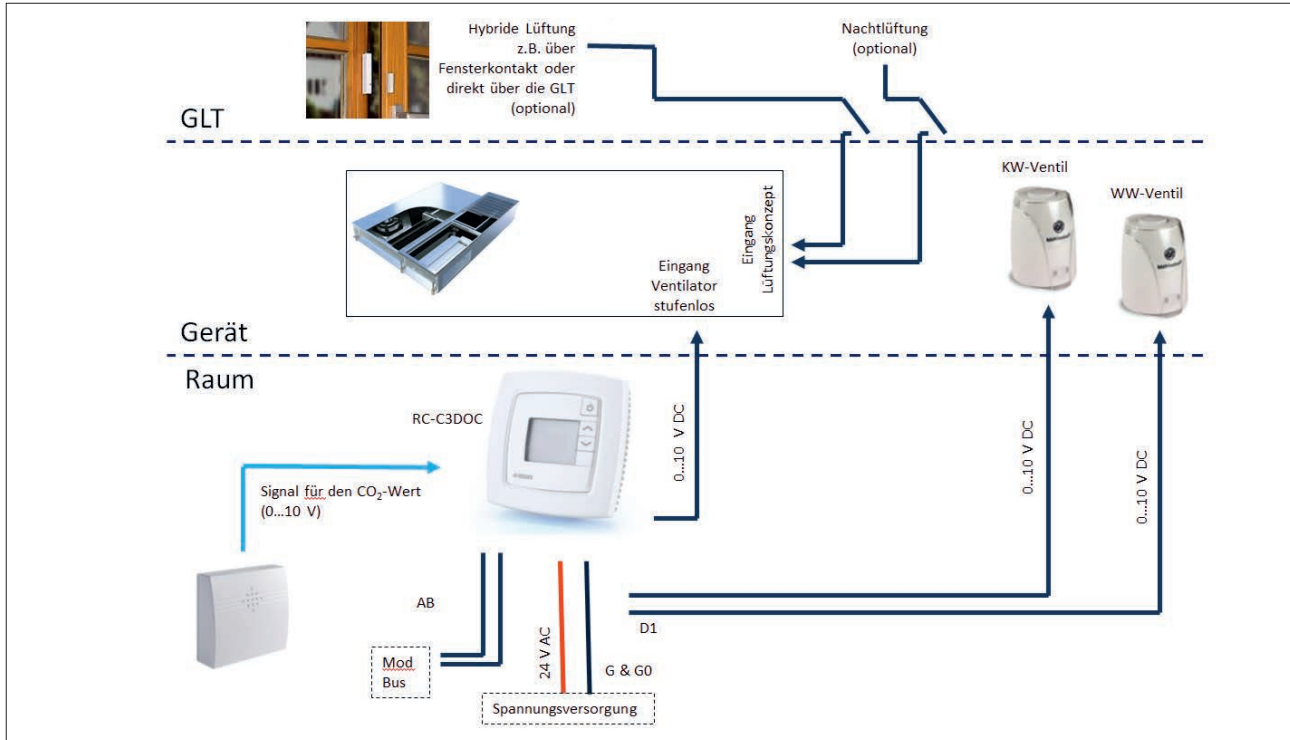 Hybride Lüftung
z.B. über
Fensterkontakt oder
direkt über die GLT
(optional)
Nachtlüftung
(optional)
GLT
KW-Ventil
WW-Ventil
Eingang
Lüftungskonzept
Eingang
Ventilator
stufenlos
Gerät
Raum
RC-C3DOC
0...10 V DC
0...10 V DC
0...10 V DC
Signal für den CO₂-Wert
(0...10 V)
AB
D1
24 V AC
G & G0
Mod
Bus
Spannungsversorgung